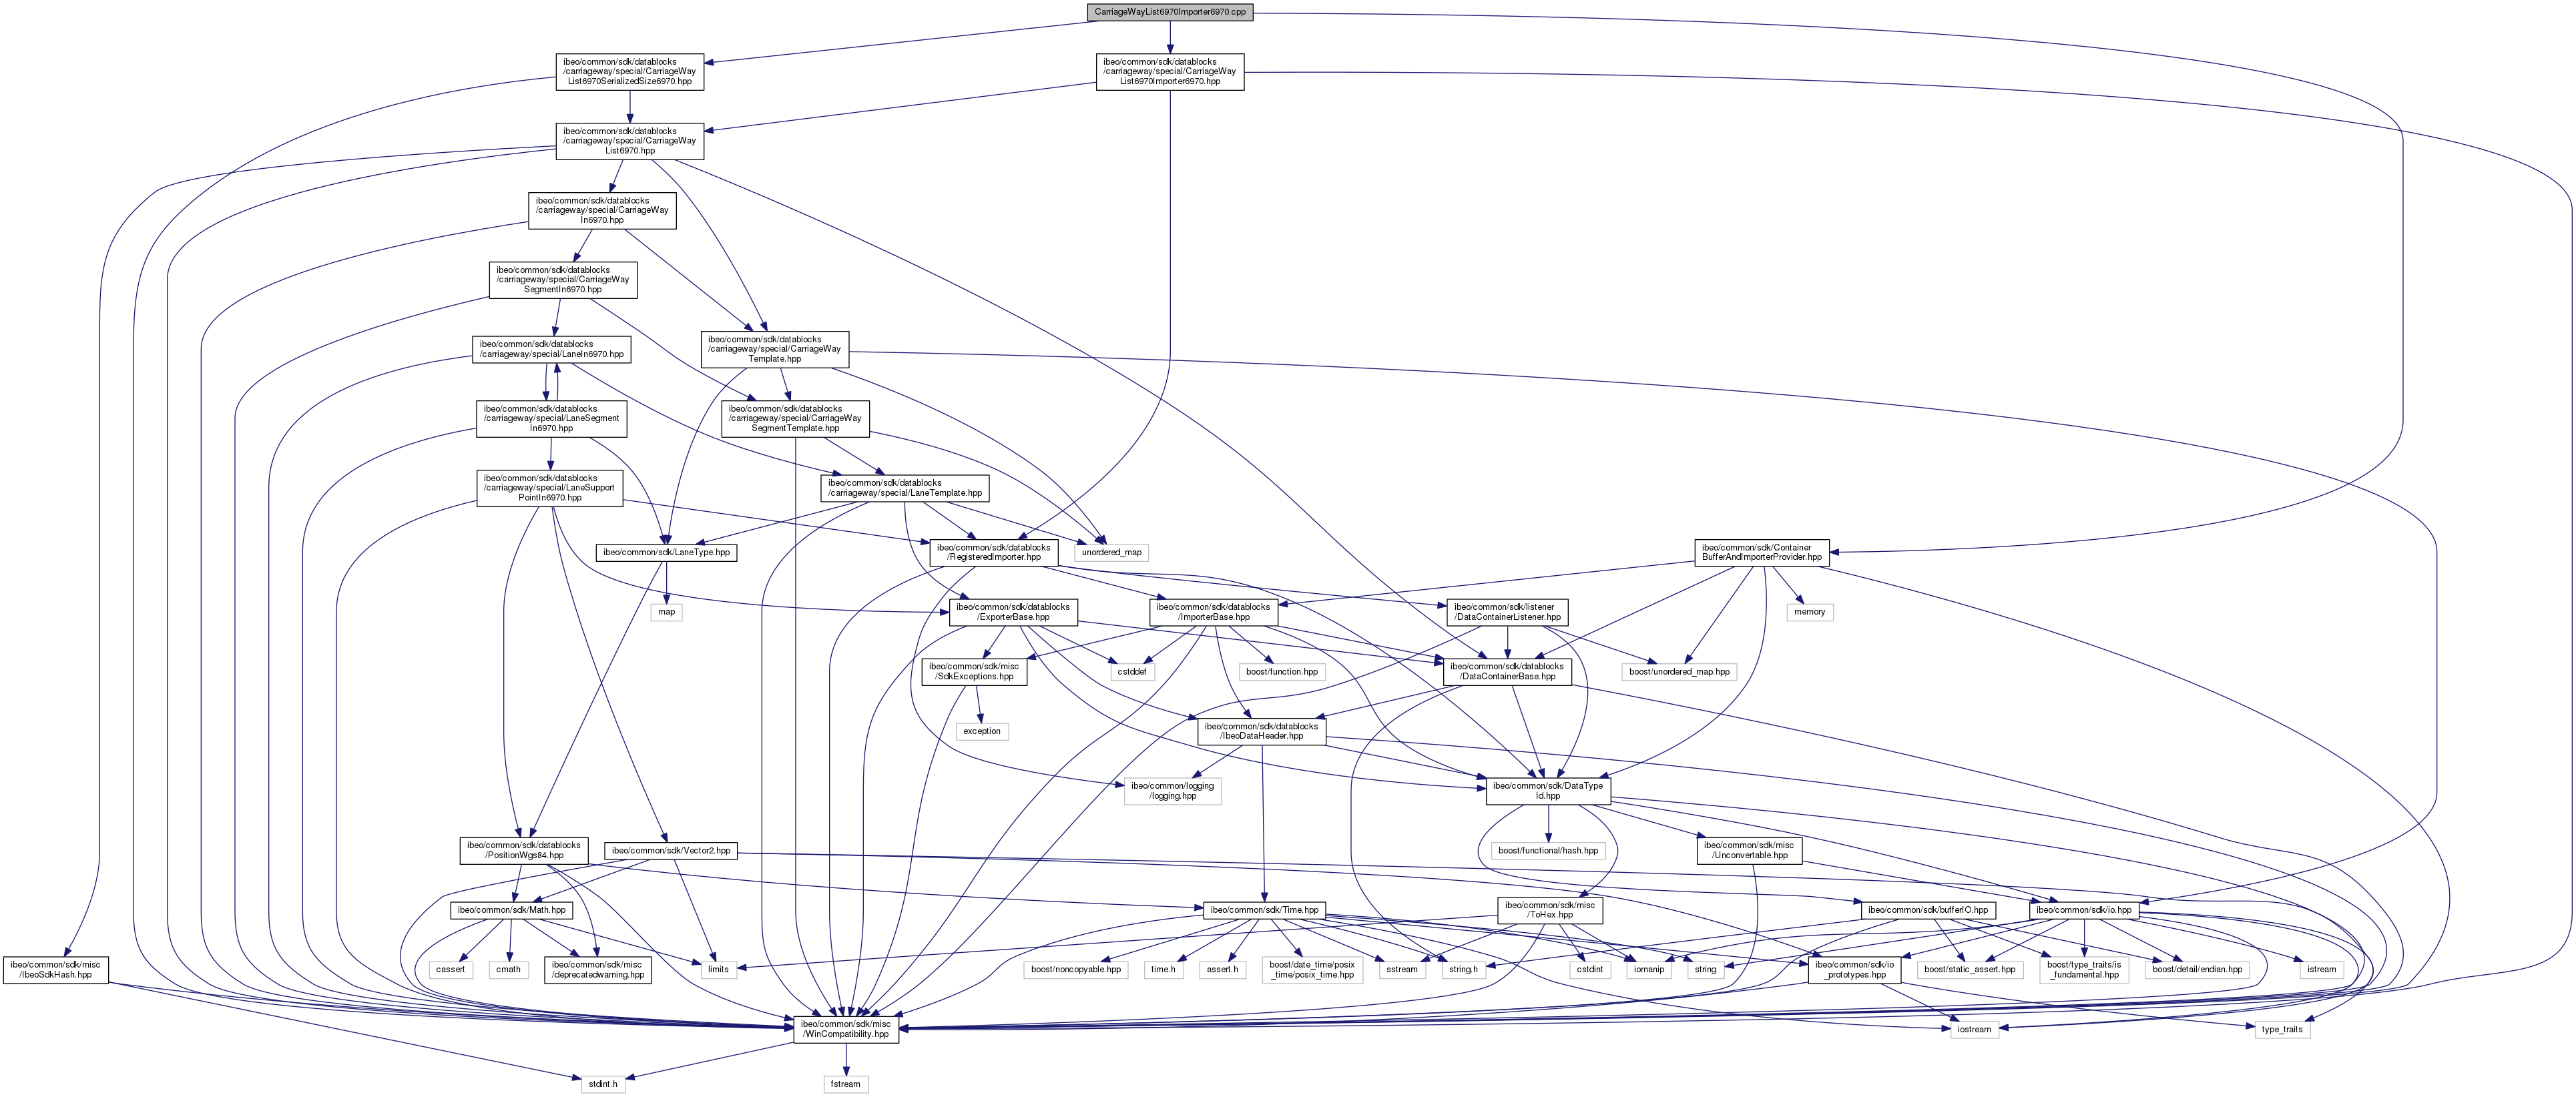 CarriageWayList6970Importer6970.cpp
ibeo/common/sdk/datablocks
/carriageway/special/CarriageWay
List6970SerializedSize6970.hpp
ibeo/common/sdk/datablocks
/carriageway/special/CarriageWay
List6970Importer6970.hpp
ibeo/common/sdk/datablocks
/carriageway/special/CarriageWay
List6970.hpp
ibeo/common/sdk/datablocks
/carriageway/special/CarriageWay
In6970.hpp
ibeo/common/sdk/datablocks
/carriageway/special/CarriageWay
SegmentIn6970.hpp
ibeo/common/sdk/datablocks
/carriageway/special/LaneIn6970.hpp
ibeo/common/sdk/datablocks
/carriageway/special/CarriageWay
Template.hpp
ibeo/common/sdk/datablocks
/carriageway/special/LaneSegment
In6970.hpp
ibeo/common/sdk/datablocks
/carriageway/special/CarriageWay
SegmentTemplate.hpp
ibeo/common/sdk/datablocks
/carriageway/special/LaneSupport
PointIn6970.hpp
ibeo/common/sdk/datablocks
/carriageway/special/LaneTemplate.hpp
ibeo/common/sdk/LaneType.hpp
ibeo/common/sdk/datablocks
/RegisteredImporter.hpp
unordered_map
ibeo/common/sdk/Container
BufferAndImporterProvider.hpp
map
ibeo/common/sdk/datablocks
/ExporterBase.hpp
ibeo/common/sdk/datablocks
/ImporterBase.hpp
ibeo/common/sdk/listener
/DataContainerListener.hpp
memory
ibeo/common/sdk/misc
/SdkExceptions.hpp
cstddef
boost/function.hpp
ibeo/common/sdk/datablocks
/DataContainerBase.hpp
boost/unordered_map.hpp
exception
ibeo/common/sdk/datablocks
/IbeoDataHeader.hpp
ibeo/common/logging
/logging.hpp
ibeo/common/sdk/DataType
Id.hpp
ibeo/common/sdk/datablocks
/PositionWgs84.hpp
ibeo/common/sdk/Vector2.hpp
boost/functional/hash.hpp
ibeo/common/sdk/misc
/Unconvertable.hpp
ibeo/common/sdk/Math.hpp
ibeo/common/sdk/Time.hpp
ibeo/common/sdk/misc
/ToHex.hpp
ibeo/common/sdk/bufferIO.hpp
ibeo/common/sdk/io.hpp
ibeo/common/sdk/misc
/IbeoSdkHash.hpp
cassert
cmath
ibeo/common/sdk/misc
/deprecatedwarning.hpp
limits
boost/noncopyable.hpp
time.h
assert.h
boost/date_time/posix
_time/posix_time.hpp
sstream
string.h
cstdint
iomanip
string
ibeo/common/sdk/io
_prototypes.hpp
boost/static_assert.hpp
boost/type_traits/is
_fundamental.hpp
boost/detail/endian.hpp
istream
ibeo/common/sdk/misc
/WinCompatibility.hpp
iostream
type_traits
stdint.h
fstream